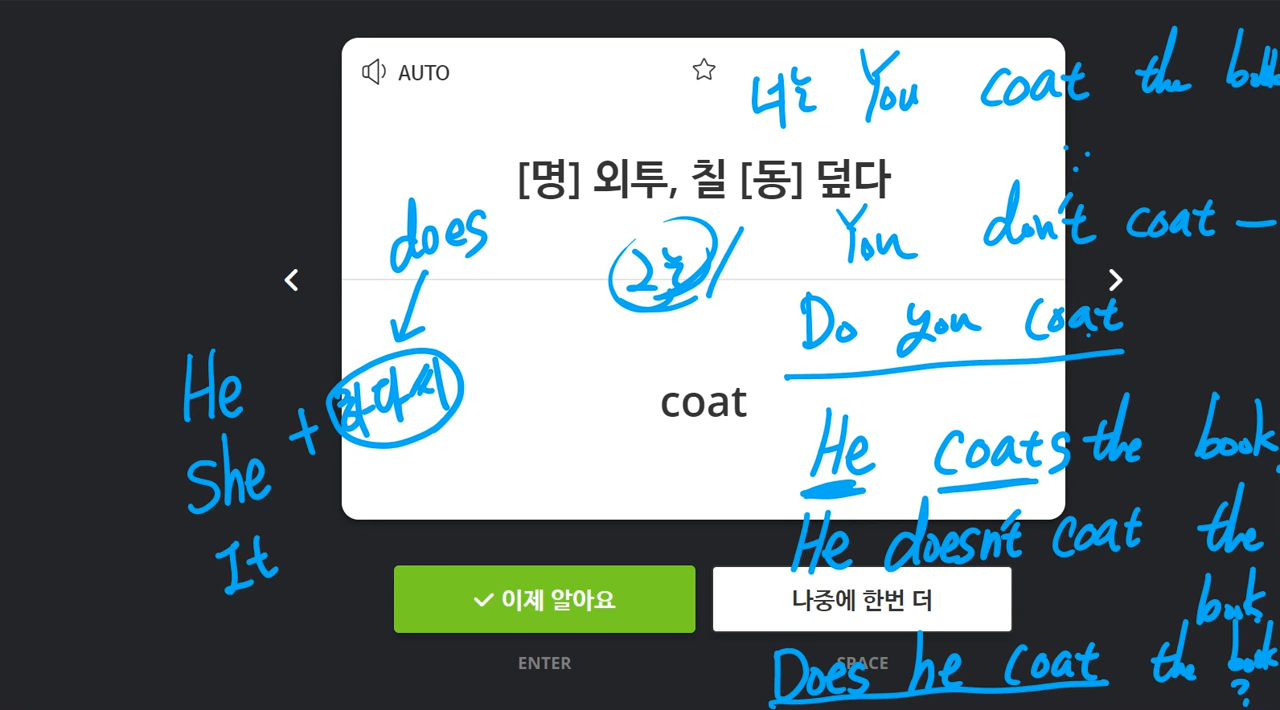 AUTO
너는 You coat the
[명] 외투, 칠 [동] 덮다
does
그는
You don't coat —
Do you coat
He
She
It
+
coat
He coats the book
He doesn't coat the book
✓ 이제 알아요
나중에 한번 더
ENTER
SPACE
Does he coat the book?